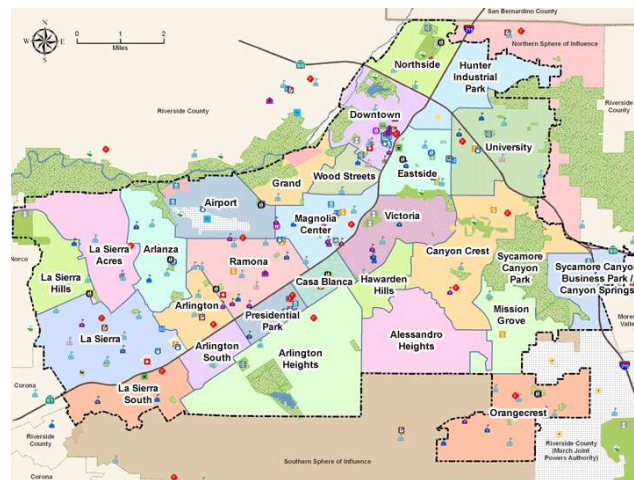 San Bernardino County
N
W E
S
0 1 2
Miles
215
Northern Sphere of Influence
Northside
Hunter
Industrial
Park
Riverside
County
Riverside
County
Downtown
University
Eastside
Wood Streets
Grand
Airport
Magnolia
Center
Victoria
La Sierra
Acres
Arlanza
Norco
Ramona
Canyon Crest
Sycamore
Canyon
Park
Sycamore Canyon
Business Park /
Canyon Springs
La Sierra
Hills
Casa Blanca
Hawarden
Hills
Arlington
Presidential
Park
Mission
Grove
La Sierra
Arlington
South
Alessandro
Heights
Arlington
Heights
Corona
La Sierra
South
Orangecrest
Riverside
County
Riverside County
(March Joint
Powers Authority)
Southern Sphere of Influence
Corona